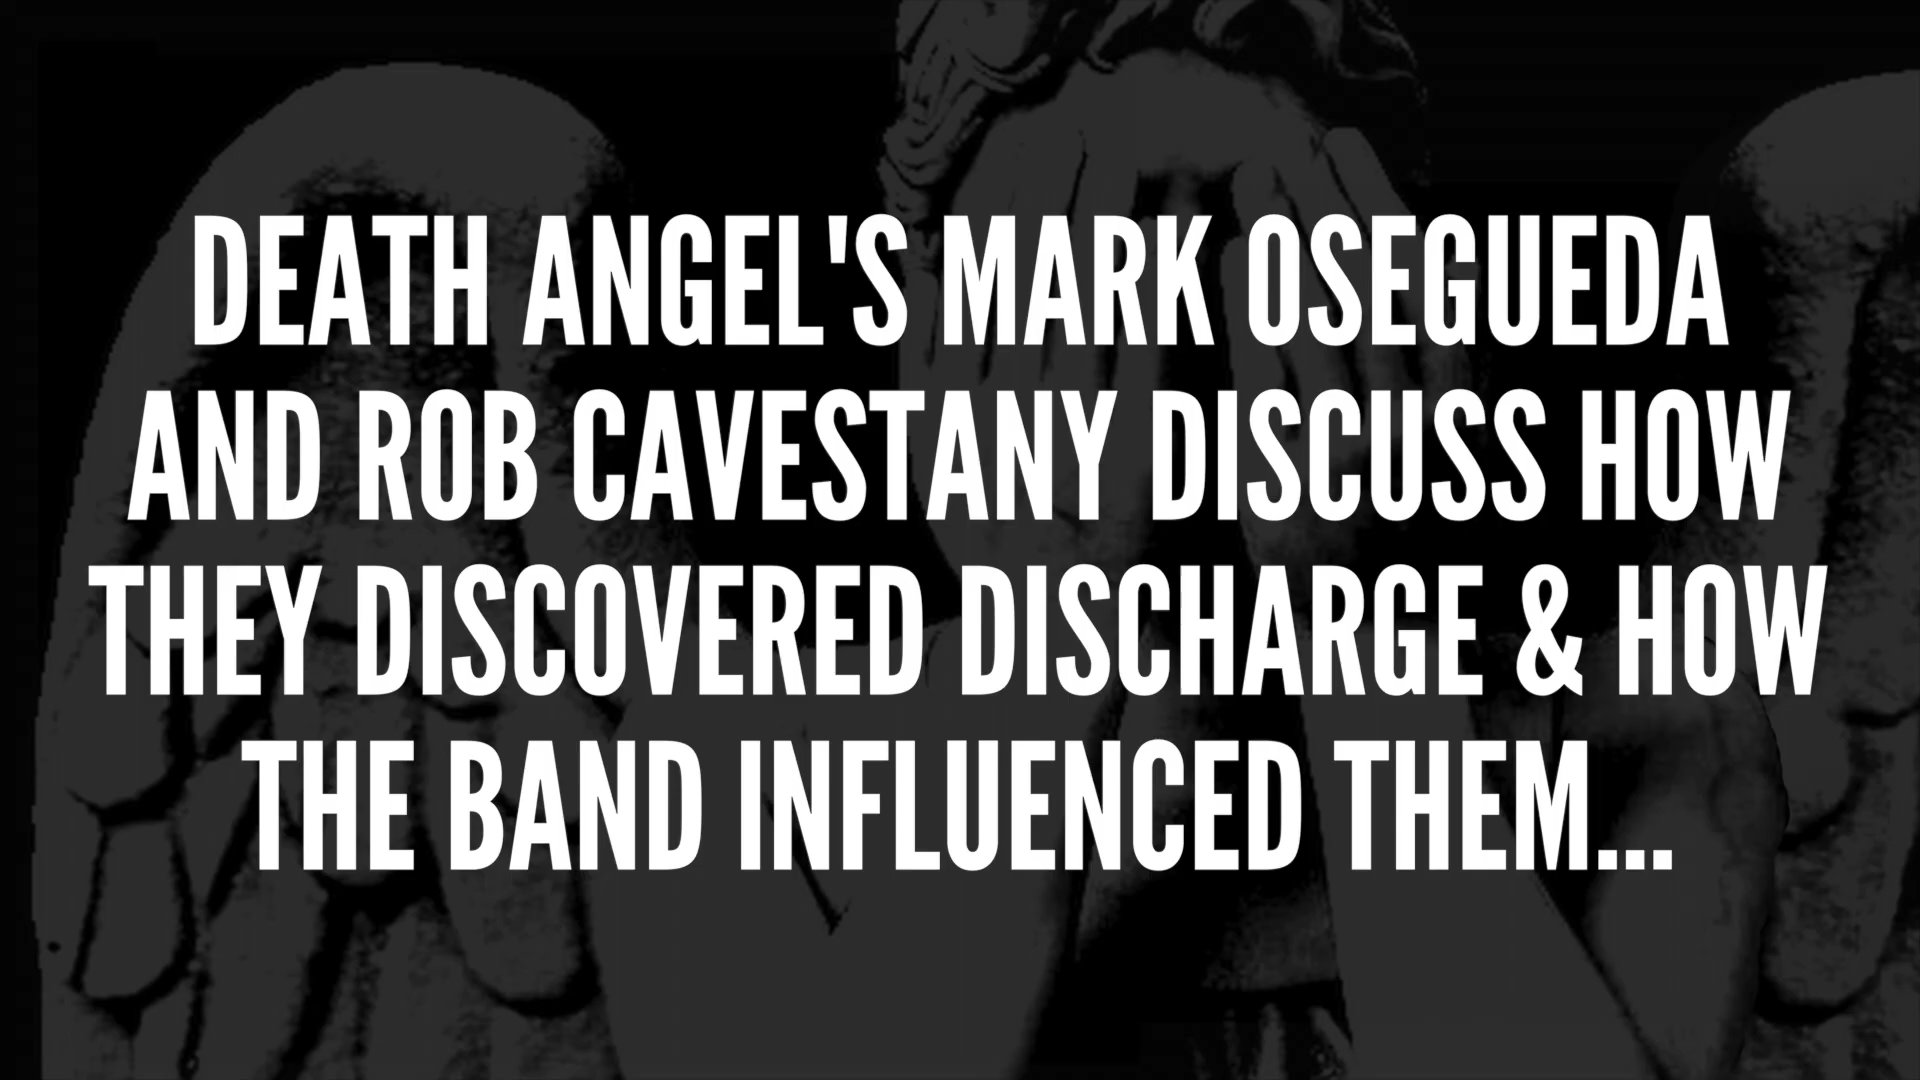 DEATH ANGEL'S MARK OSEGUEDA
AND ROB CAVESTANY DISCUSS HOW
THEY DISCOVERED DISCHARGE & HOW
THE BAND INFLUENCED THEM...